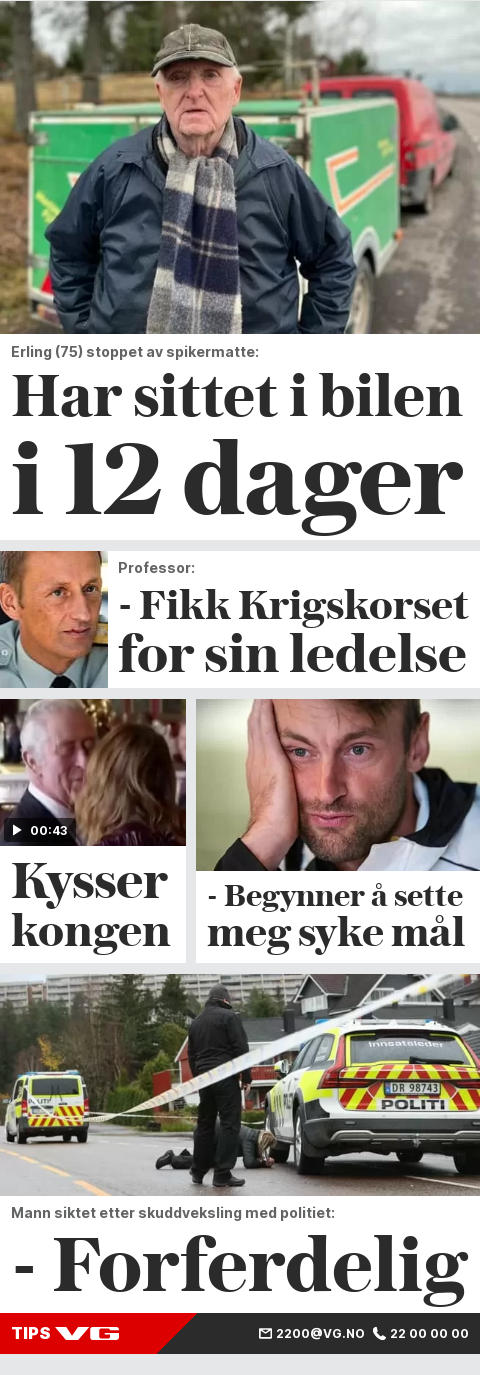 Erling (75) stoppet av spikermatte:
Har sittet i bilen
i 12 dager
Professor:
- Fikk Krigskorset
for sin ledelse
00:43
Kysser
kongen
- Begynner å sette
meg syke mål
Innsatsleder
POLITI
DR 98743
POLITI
Mann siktet etter skuddveksling med politiet:
- Forferdelig
TIPS VG 2200@VG.NO 22 00 00 00